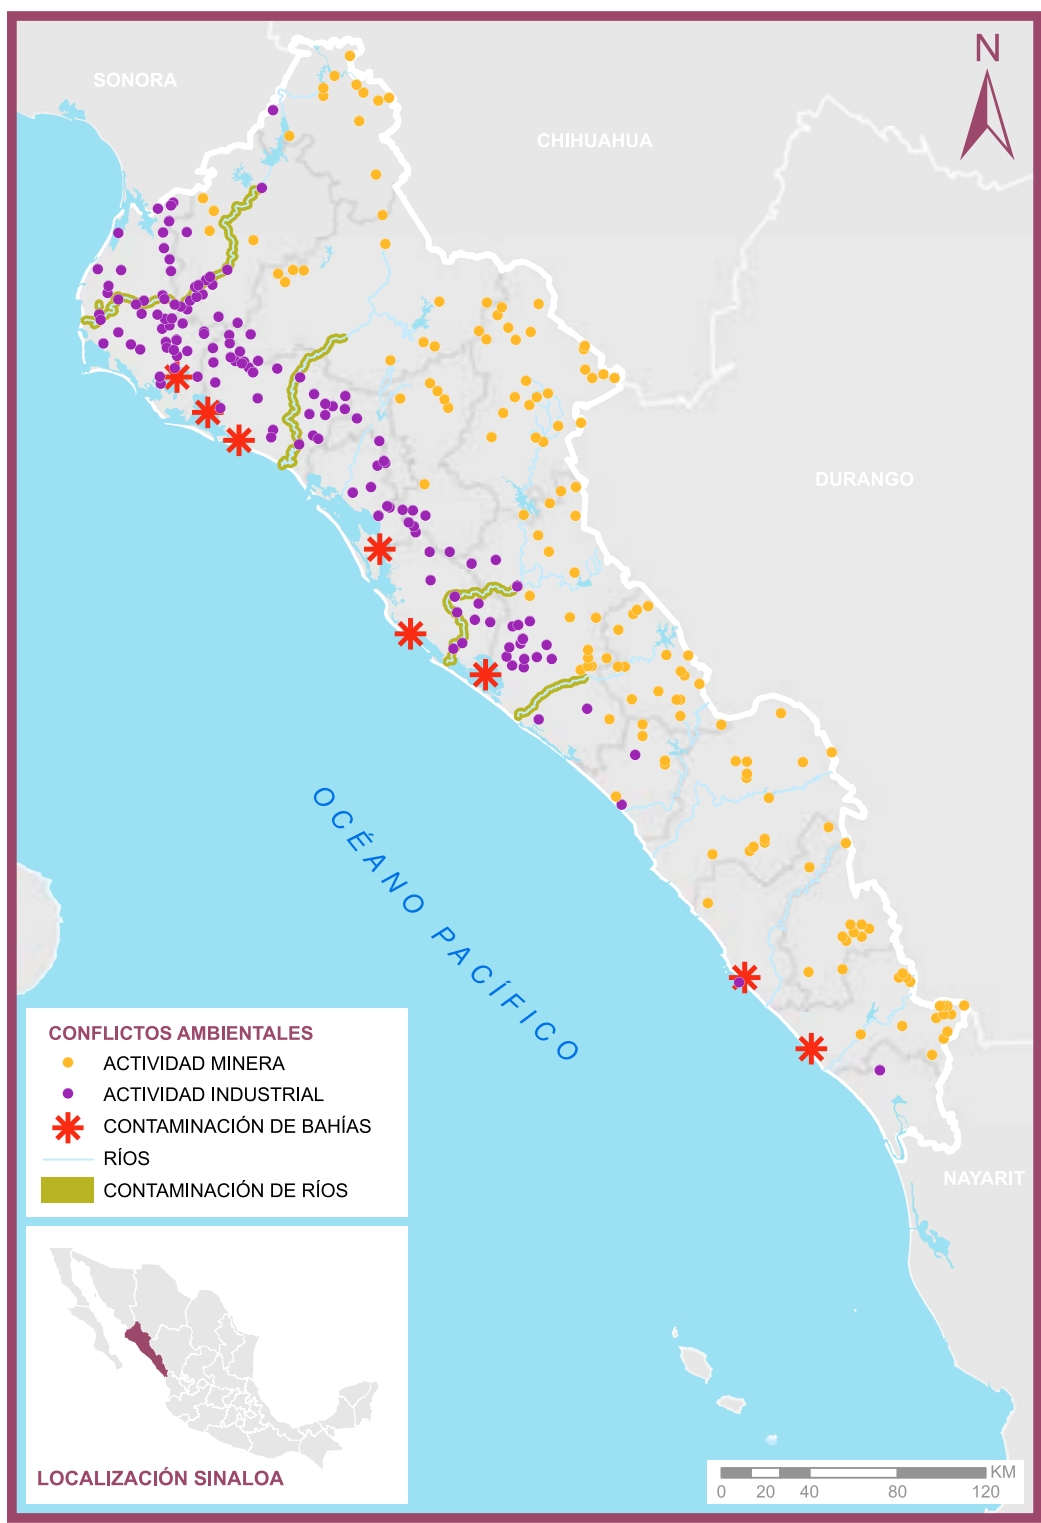 N
SONORA
CHIHUAHUA
DURANGO
OCÉANO PACÍFICO
NAYARIT
CONFLICTOS AMBIENTALES
ACTIVIDAD MINERA
ACTIVIDAD INDUSTRIAL
CONTAMINACIÓN DE BAHÍAS
RÍOS
CONTAMINACIÓN DE RÍOS
LOCALIZACIÓN SINALOA
KM
0 20 40 80 120